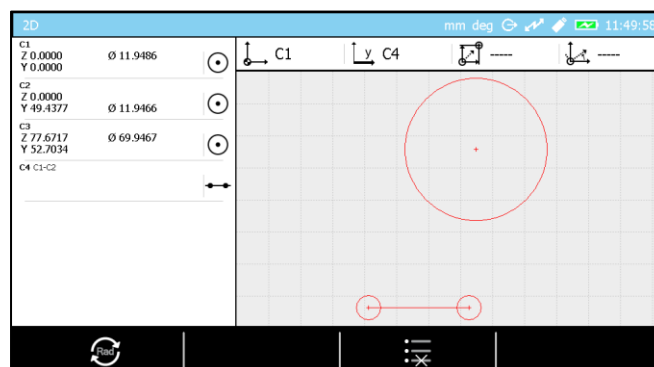 2D mm deg 11:49:58
C1
Z 0.0000 Ø 11.9486
Y 0.0000
C2
Z 0.0000 Ø 11.9466
Y 49.4377
C3
Z 77.6717 Ø 69.9467
Y 52.7034
C4 C1-C2
C1 y C4 ----- -----
Rad